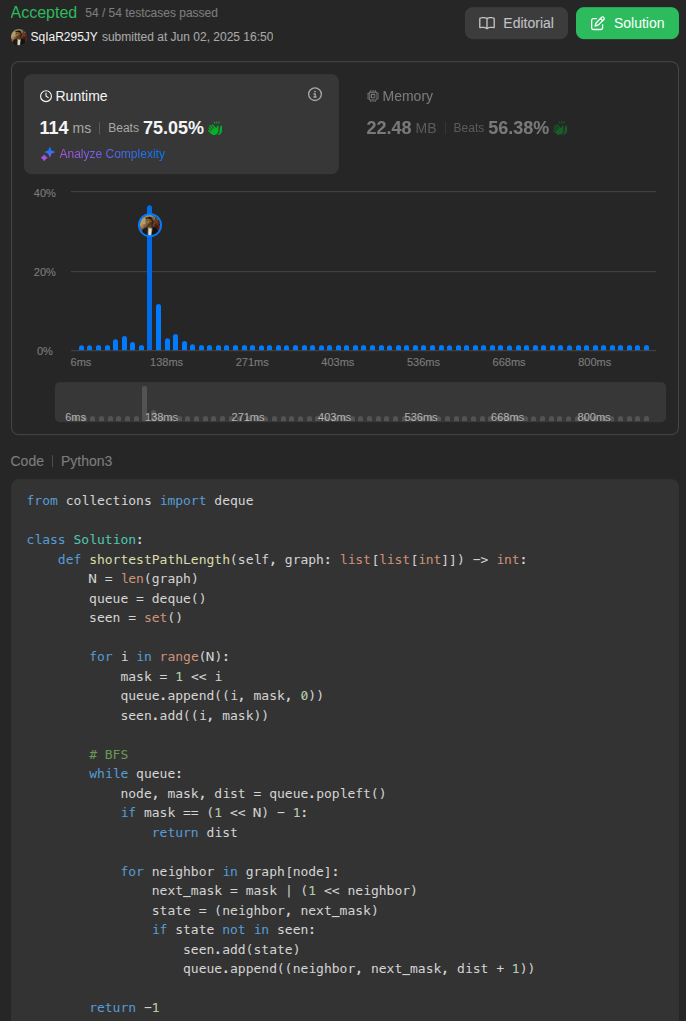 Accepted 54 / 54 testcases passed
Editorial
Solution
SqlaR295JY submitted at Jun 02, 2025 16:50
Runtime
Memory
114 ms | Beats 75.05%
22.48 MB | Beats 56.38%
Analyze Complexity
40%
20%
0%
6ms 138ms 271ms 403ms 536ms 668ms 800ms
6ms 138ms 271ms 403ms 536ms 668ms 800ms
Code | Python3
from collections import deque
class Solution:
    def shortestPathLength(self, graph: list[list[int]]) -> int:
        N = len(graph)
        queue = deque()
        seen = set()
        for i in range(N):
            mask = 1 << i
            queue.append((i, mask, 0))
            seen.add((i, mask))
        # BFS
        while queue:
            node, mask, dist = queue.popleft()
            if mask == (1 << N) - 1:
                return dist
            for neighbor in graph[node]:
                next_mask = mask | (1 << neighbor)
                state = (neighbor, next_mask)
                if state not in seen:
                    seen.add(state)
                    queue.append((neighbor, next_mask, dist + 1))
        return -1